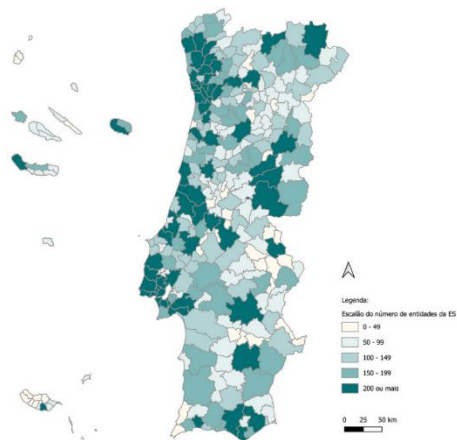 Legenda:
Escalão do número de entidades da ES
0 - 49
50 - 99
100 - 149
150 - 199
200 ou mais
0 25 50 km